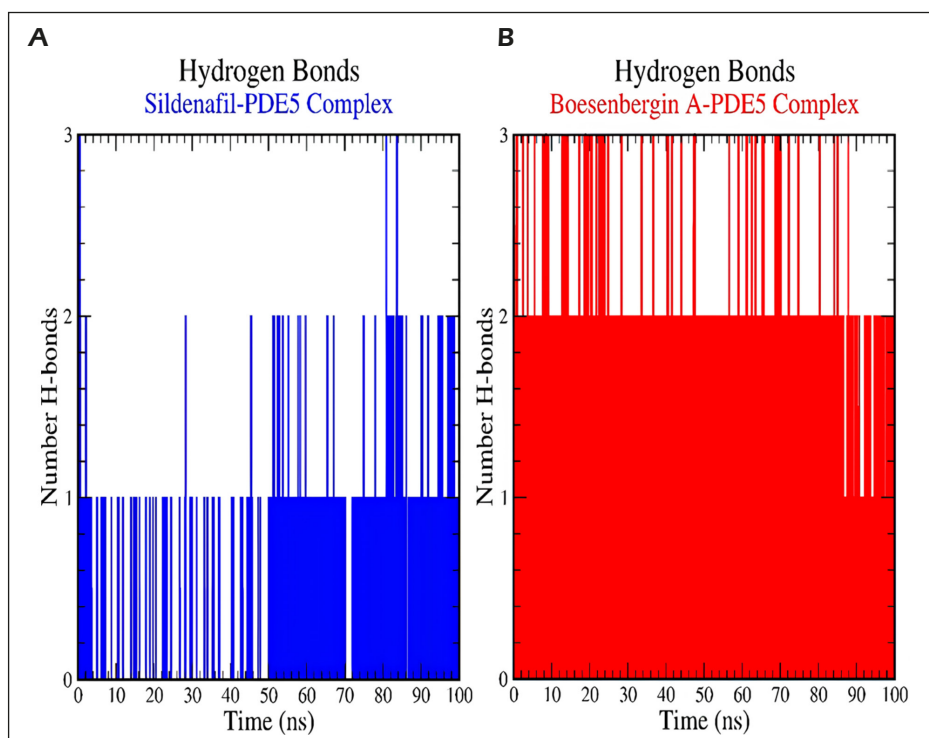 A
Hydrogen Bonds
Sildenafil-PDE5 Complex
3
2
1
0
Number H-bonds
0 10 20 30 40 50 60 70 80 90 100
Time (ns)
B
Hydrogen Bonds
Boesenbergin A-PDE5 Complex
3
2
1
0
Number H-bonds
0 10 20 30 40 50 60 70 80 90 100
Time (ns)